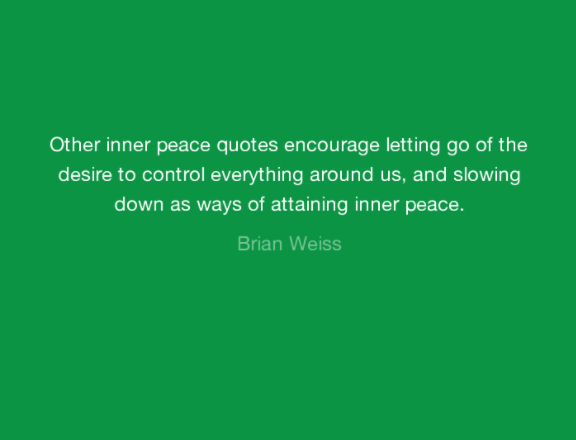 Other inner peace quotes encourage letting go of the
desire to control everything around us, and slowing
down as ways of attaining inner peace.
Brian Weiss